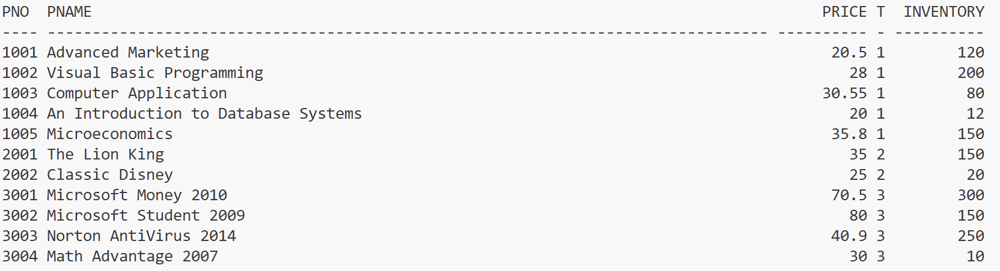 PNO  PNAME                                                                                 PRICE T  INVENTORY
---- -------------------------------------------------------------------------------- ---------- - ----------
1001 Advanced Marketing                                                                     20.5 1        120
1002 Visual Basic Programming                                                                 28 1        200
1003 Computer Application                                                                  30.55 1         80
1004 An Introduction to Database Systems                                                      20 1         12
1005 Microeconomics                                                                         35.8 1        150
2001 The Lion King                                                                            35 2        150
2002 Classic Disney                                                                           25 2         20
3001 Microsoft Money 2010                                                                   70.5 3        300
3002 Microsoft Student 2009                                                                   80 3        150
3003 Norton AntiVirus 2014                                                                  40.9 3        250
3004 Math Advantage 2007                                                                      30 3         10